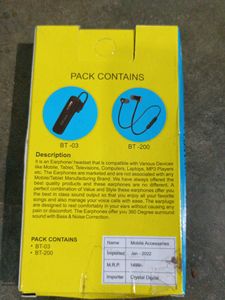 PACK CONTAINS
BT -03
BT -200
Description
It is an Earphone/ headset that is compatible with Various Devices
like Mobile, Tablet, Televisions, Computers, Laptops, MP3 Players
etc. The Earphones are marketed and are not associated with any
Mobile/Tablet Manufacturing Brand. We have always offered the
best quality products and these earphones are no different. A
perfect combination of Value and Style these earphones offer you
the best in class sound output so that you enjoy all your favorite
songs and also manage your voice calls with ease. The earplugs
are designed to rest comfortably in your ears without causing any
pain or discomfort. The Earphones offer you 360 Degree surround
sound with Bass & Noise Correction.
PACK CONTAINS
• BT-03
• BT-200
Name Mobile Accessories
Imported Jan - 2022
M.R.P. 1499/-
Importer Crystal Digital